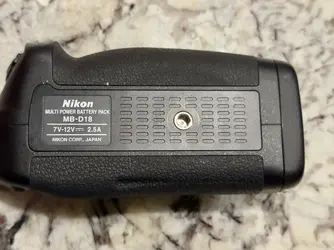 Nikon
MULTI POWER BATTERY PACK
MB-D18
7V-12V⎓ 2.5A
NIKON CORP. JAPAN